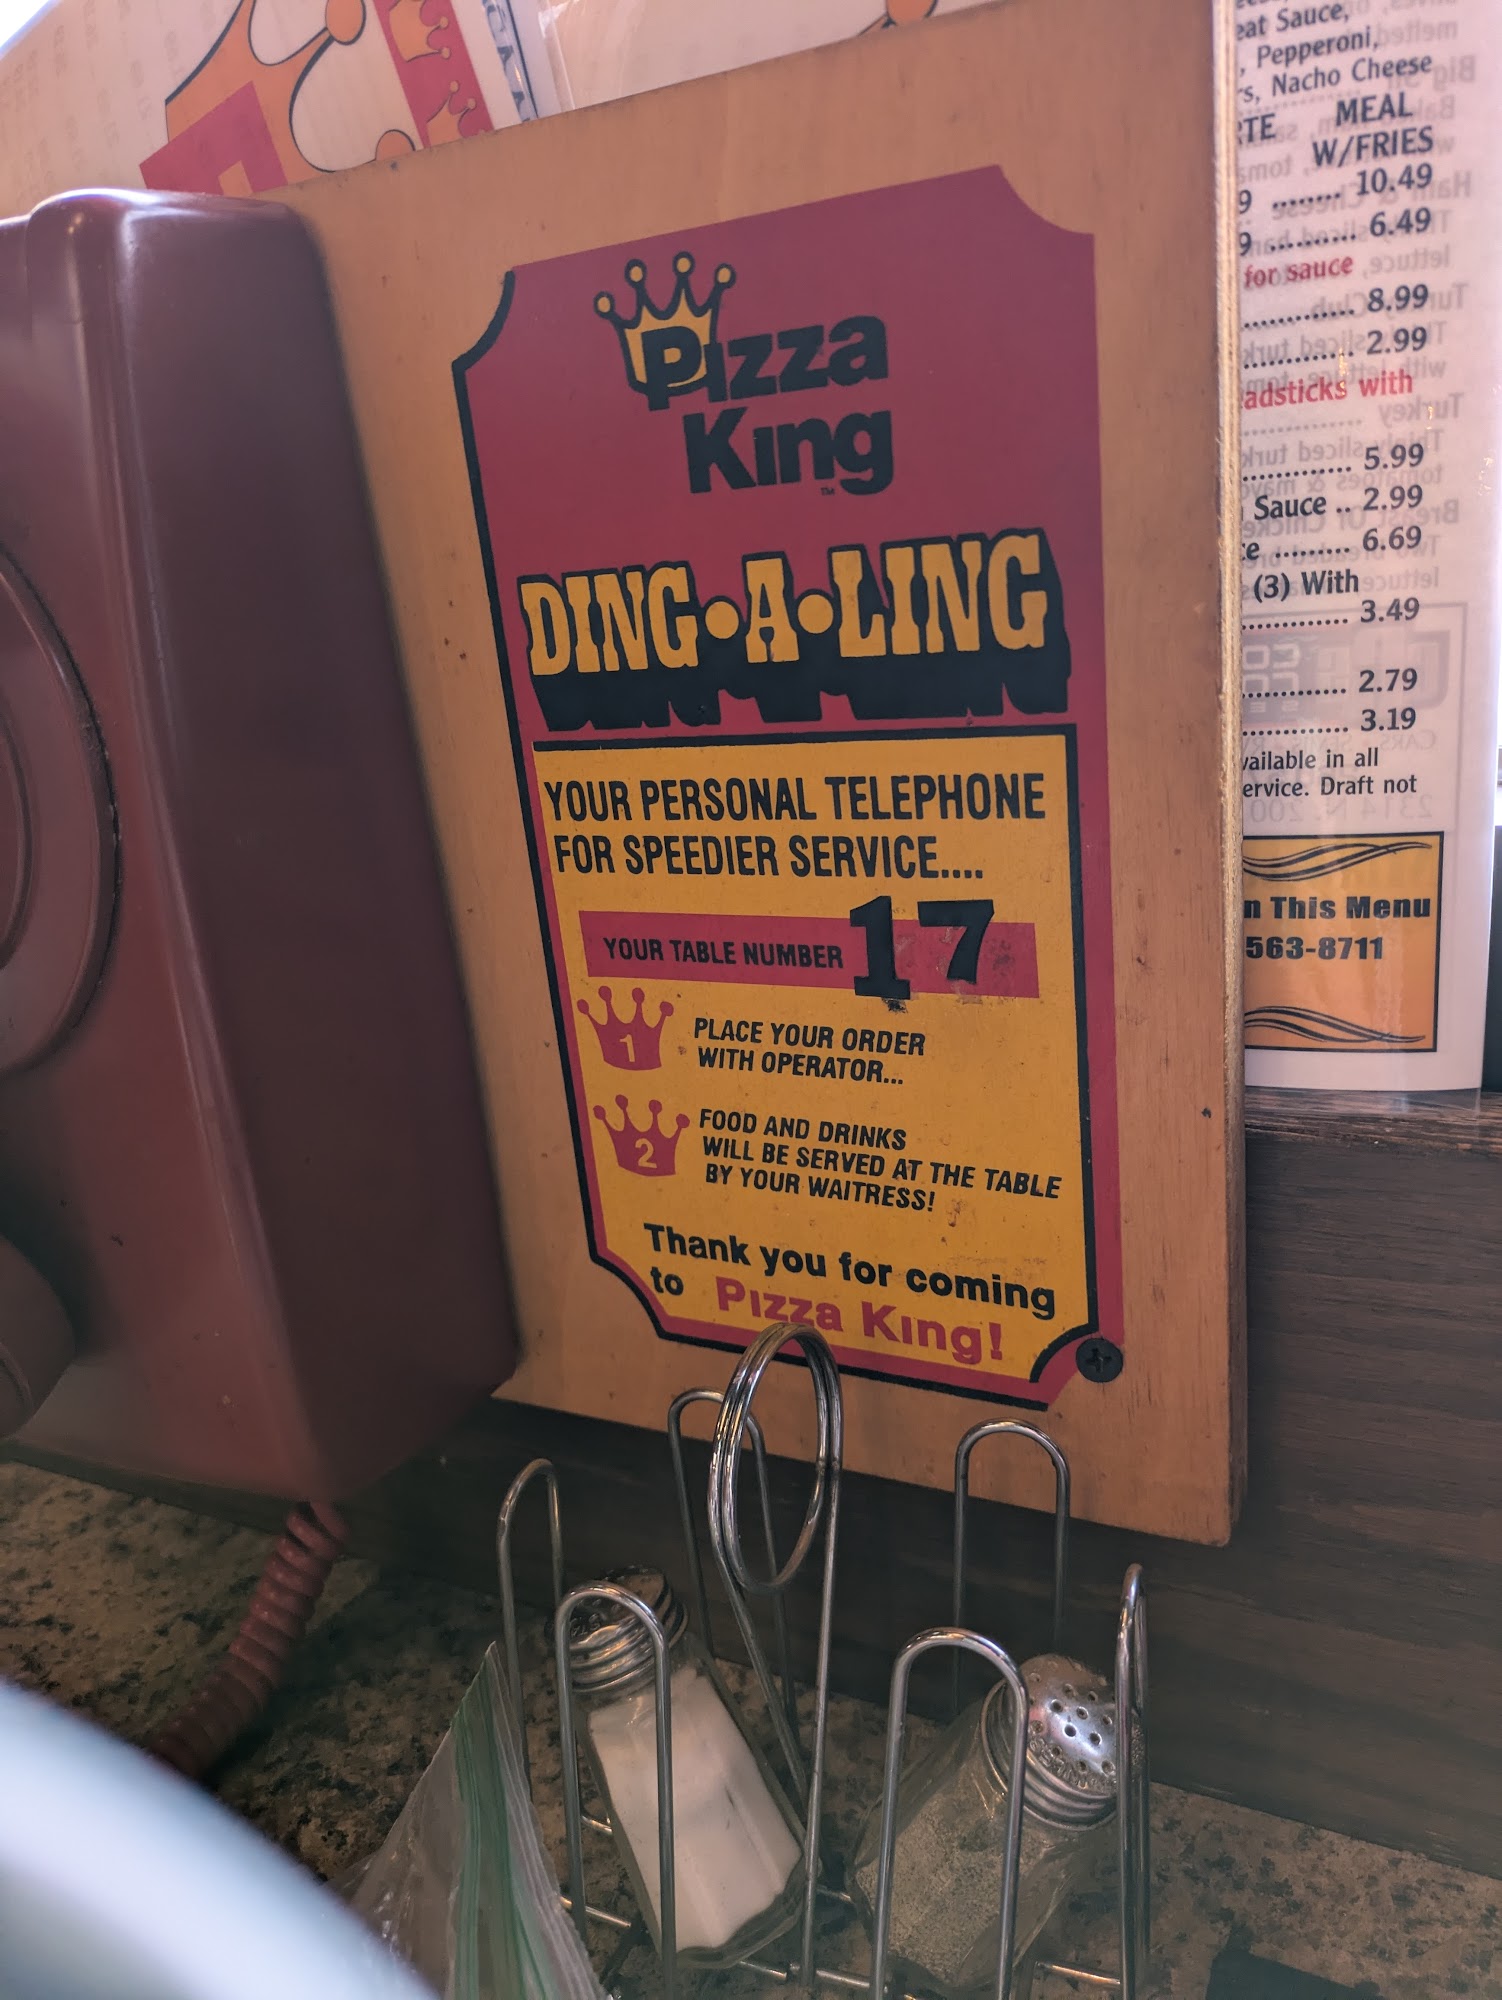 Pizza
King
TM
DING•A•LING
YOUR PERSONAL TELEPHONE
FOR SPEEDIER SERVICE....
YOUR TABLE NUMBER 17
1 PLACE YOUR ORDER
WITH OPERATOR...
2 FOOD AND DRINKS
WILL BE SERVED AT THE TABLE
BY YOUR WAITRESS!
Thank you for coming
to Pizza King!
Sauce,
Pepperoni,
Nacho Cheese
MEAL
W/FRIES
........ 10.49
.......... 6.49
for sauce
.............. 8.99
.............. 2.99
with
.............. 5.99
Sauce .. 2.99
......... 6.69
(3) With
.............. 3.49
.............. 2.79
.............. 3.19
in all
Draft not
This Menu
563-8711